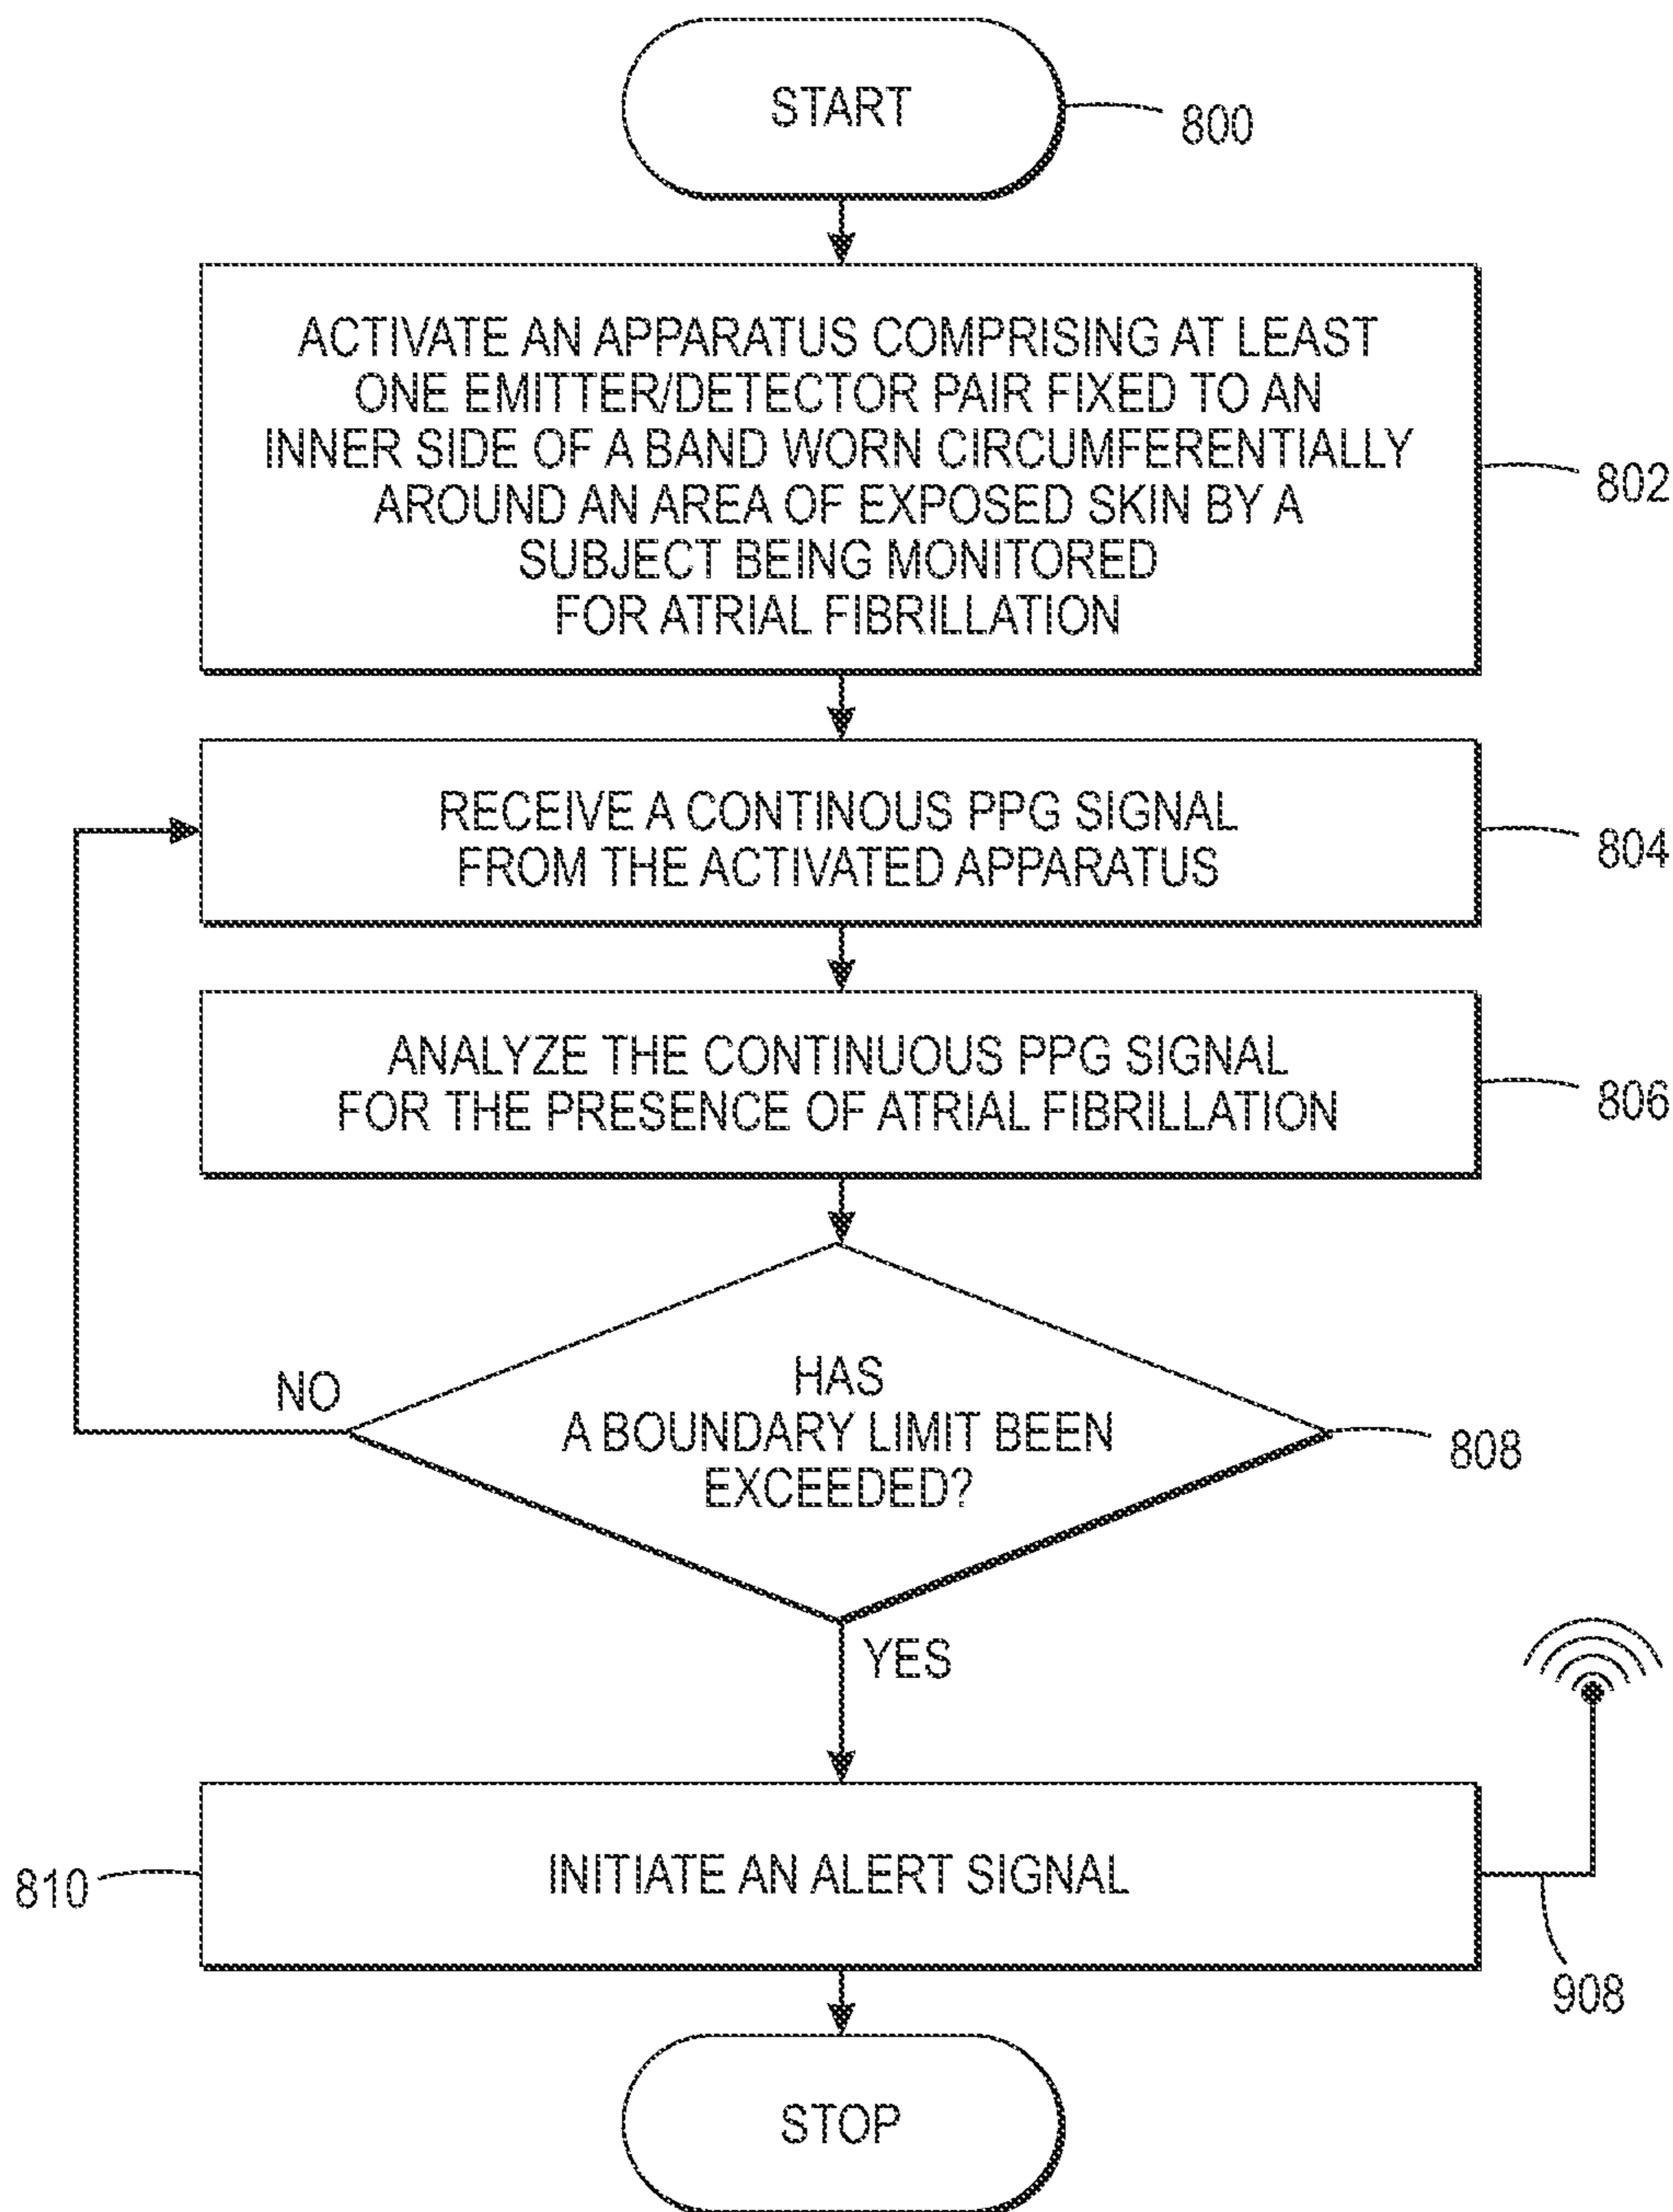 START
800
ACTIVATE AN APPARATUS COMPRISING AT LEAST
ONE EMITTER/DETECTOR PAIR FIXED TO AN
INNER SIDE OF A BAND WORN CIRCUMFERENTIALLY
AROUND AN AREA OF EXPOSED SKIN BY A
SUBJECT BEING MONITORED
FOR ATRIAL FIBRILLATION
802
RECEIVE A CONTINOUS PPG SIGNAL
FROM THE ACTIVATED APPARATUS
804
ANALYZE THE CONTINUOUS PPG SIGNAL
FOR THE PRESENCE OF ATRIAL FIBRILLATION
806
HAS
A BOUNDARY LIMIT BEEN
EXCEEDED?
808
NO
YES
INITIATE AN ALERT SIGNAL
810
908
STOP